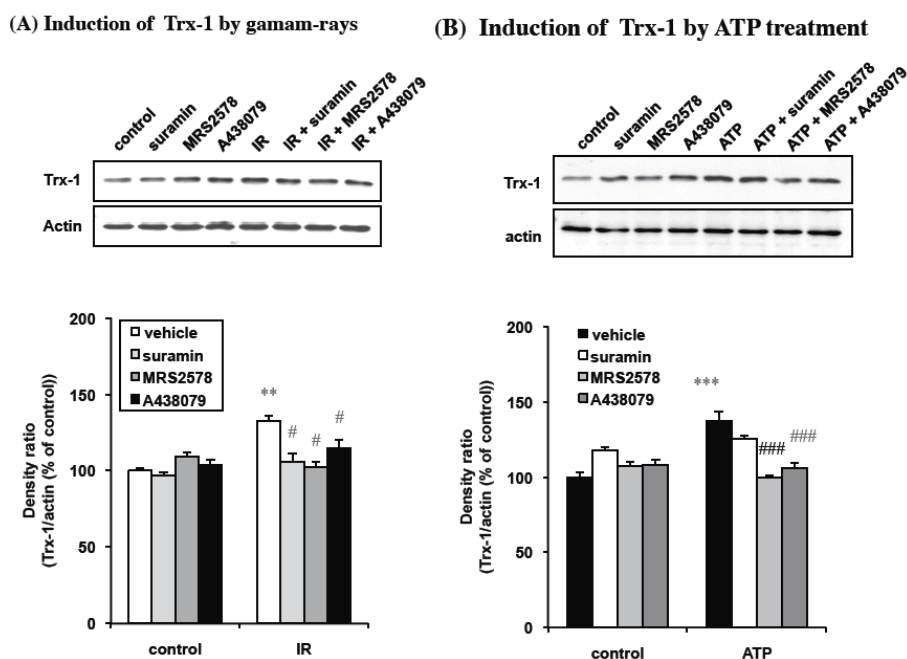 (A) Induction of Trx-1 by gamam-rays
control
suramin
MRS2578
A438079
IR
IR + suramin
IR + MRS2578
IR + A438079
Trx-1
Actin
200
150
100
50
0
Density ratio
(Trx-1/actin (% of control))
vehicle
suramin
MRS2578
A438079
**
#
#
#
control
IR
(B) Induction of Trx-1 by ATP treatment
control
suramin
MRS2578
A438079
ATP
ATP + suramin
ATP + MRS2578
ATP + A438079
Trx-1
actin
200
150
100
50
0
Density ratio
(Trx-1/actin (% of control))
vehicle
suramin
MRS2578
A438079
***
###
###
control
ATP